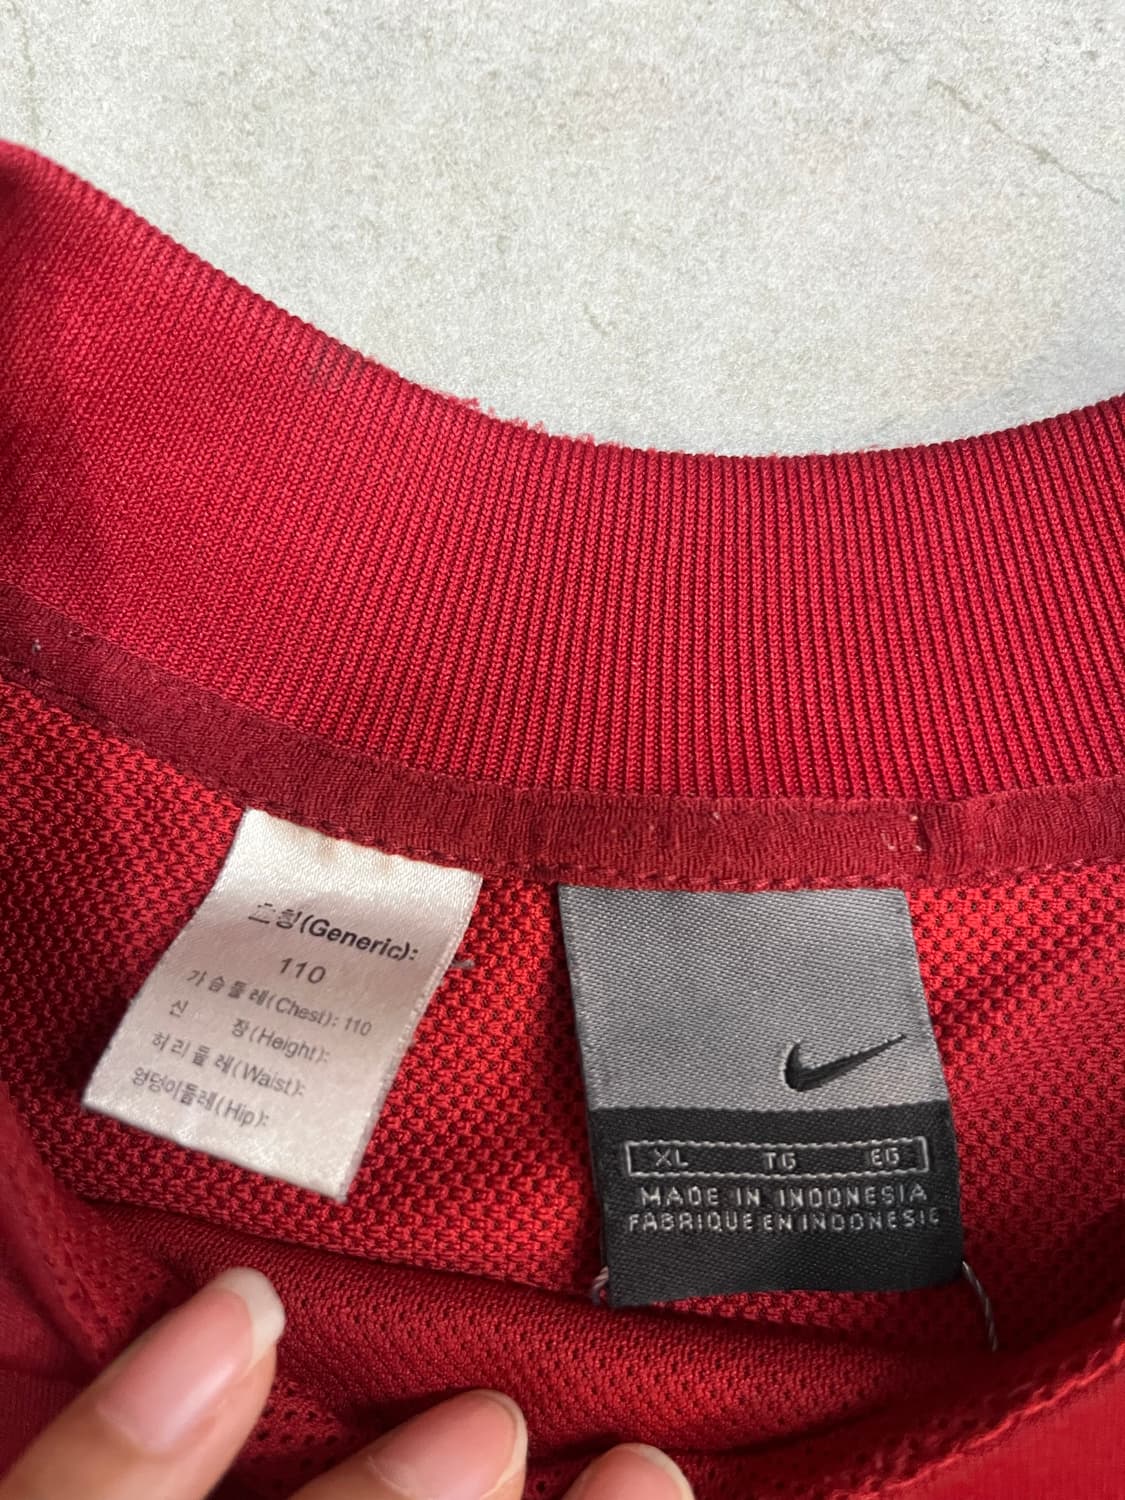 호칭(Generic):
110
가슴둘레(Chest): 110
신 장(Height):
허리둘레(Waist):
엉덩이둘레(Hip):
XL TG EG
MADE IN INDONESIA
FABRIQUE EN INDONESIE